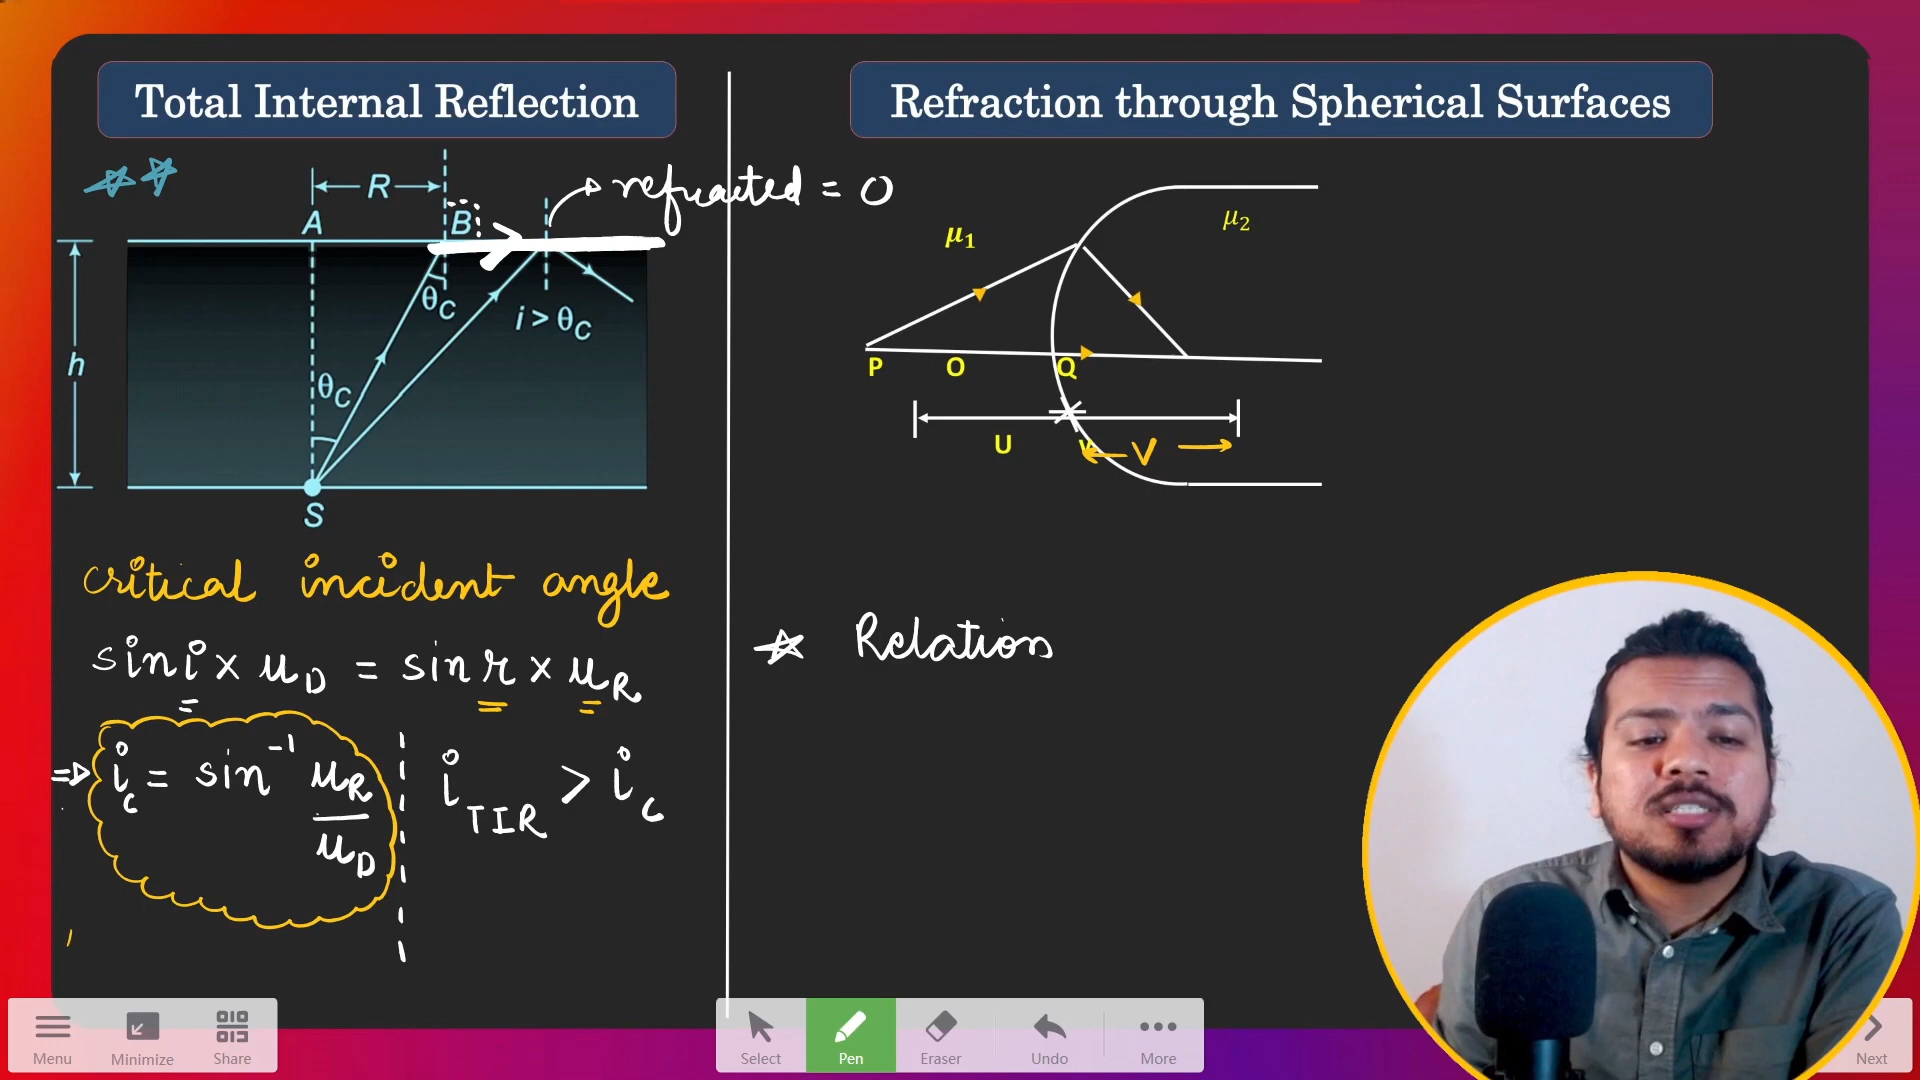 Total Internal Reflection
R
refracted = 0
A
B
θC
i > θC
h
θC
S
critical incident angle
sin i × μD = sin r × μR
⇒ ic = sin⁻¹ μR/μD
iTIR > ic
Refraction through Spherical Surfaces
μ1
μ2
P O Q
U V
☆ Relation
Menu Minimize Share
Select Pen Eraser Undo More
Next